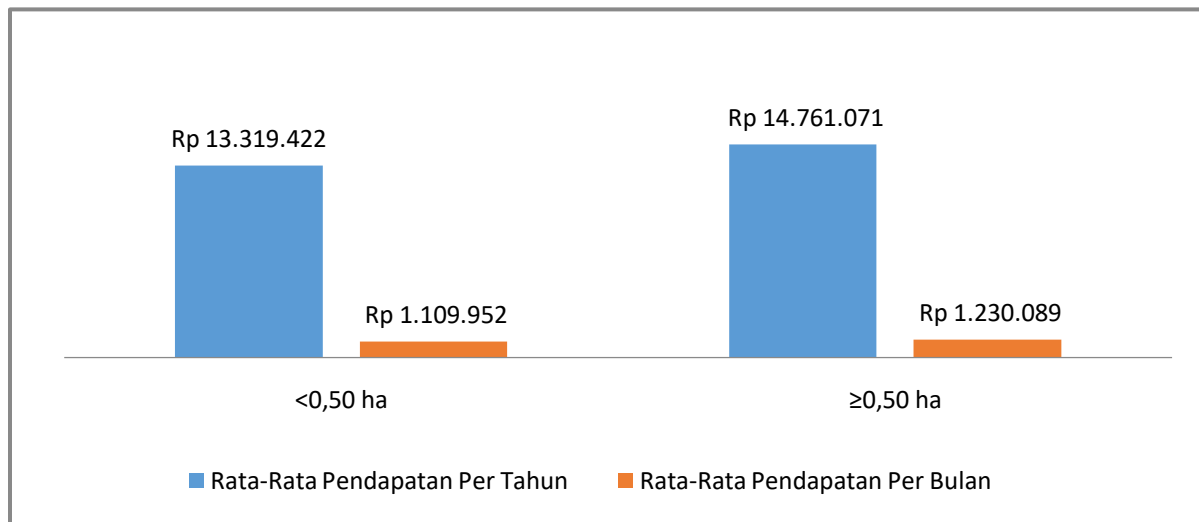 Rp 13.319.422
Rp 14.761.071
Rp 1.109.952
Rp 1.230.089
<0,50 ha
≥0,50 ha
Rata-Rata Pendapatan Per Tahun
Rata-Rata Pendapatan Per Bulan